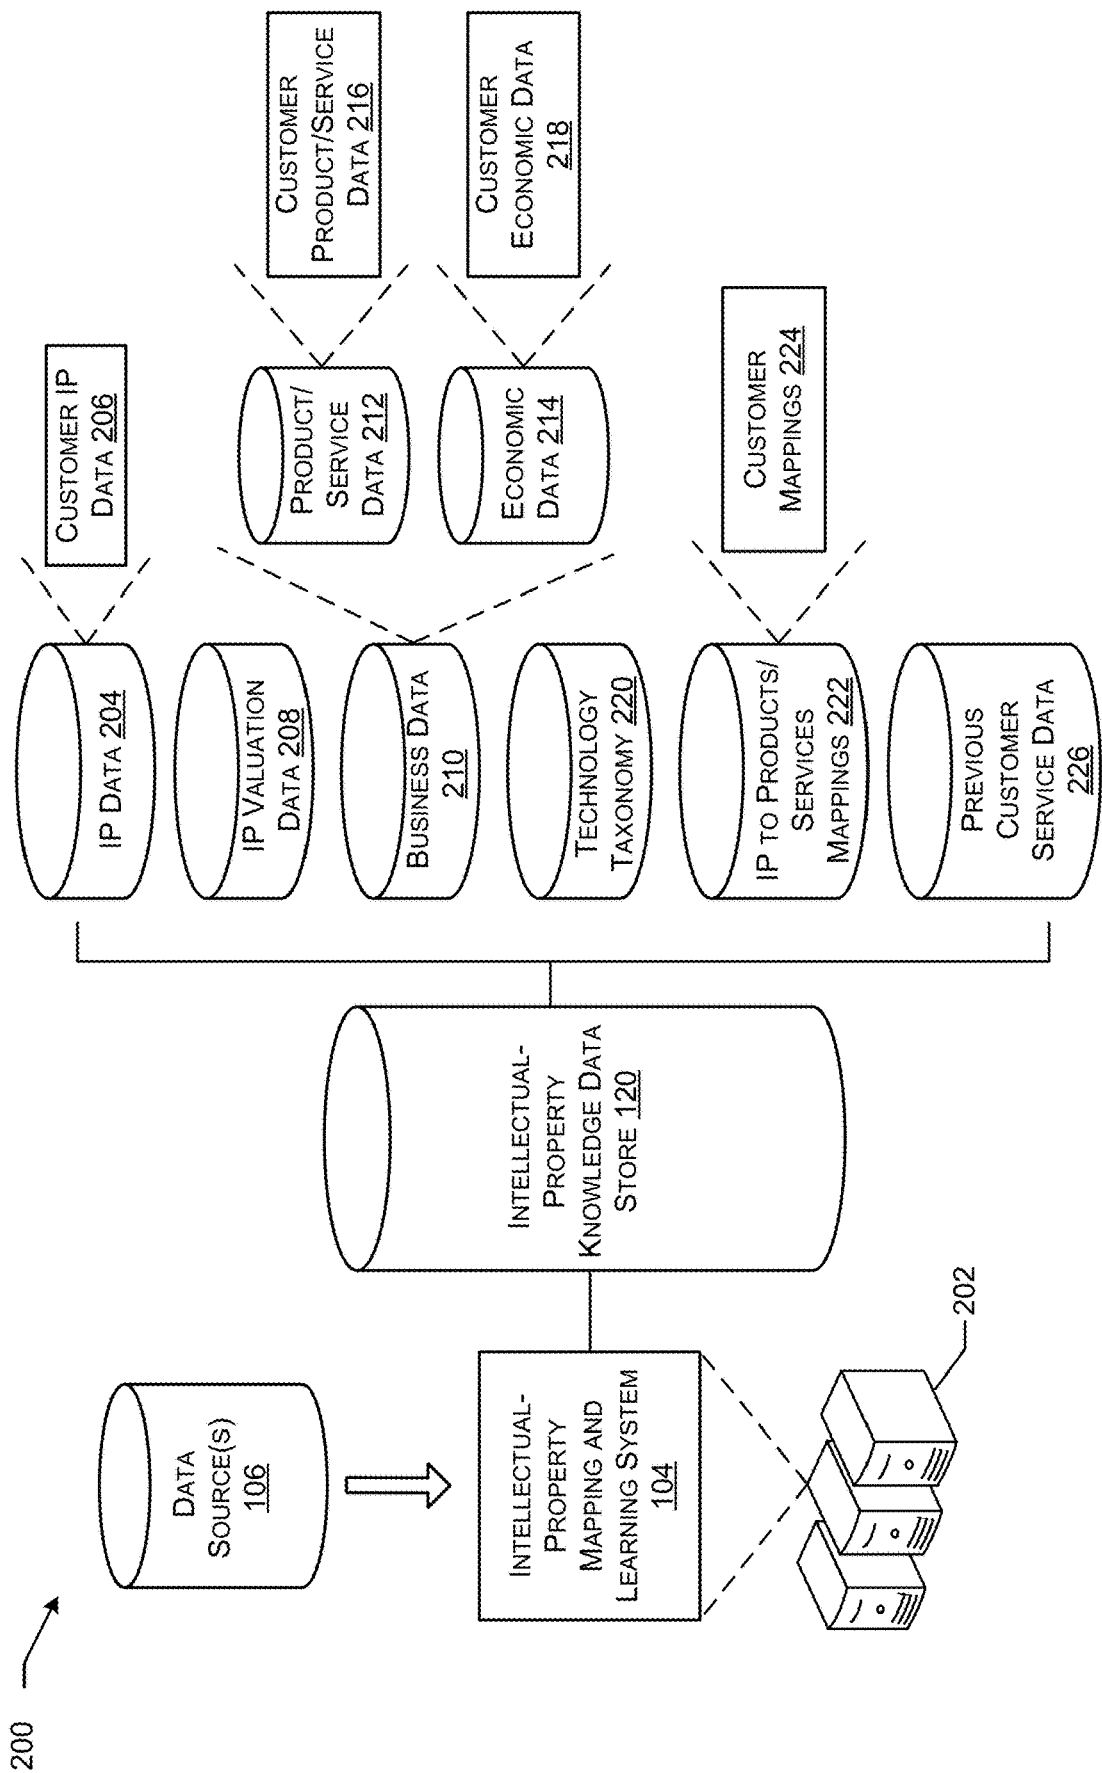 200
DATA
SOURCE(S)
106
INTELLECTUAL-
PROPERTY
MAPPING AND
LEARNING SYSTEM
104
202
INTELLECTUAL-
PROPERTY
KNOWLEDGE DATA
STORE 120
IP DATA 204
IP VALUATION
DATA 208
BUSINESS DATA
210
TECHNOLOGY
TAXONOMY 220
IP TO PRODUCTS/
SERVICES
MAPPINGS 222
PREVIOUS
CUSTOMER
SERVICE DATA
226
CUSTOMER IP
DATA 206
PRODUCT/
SERVICE
DATA 212
ECONOMIC
DATA 214
CUSTOMER
MAPPINGS 224
CUSTOMER
PRODUCT/SERVICE
DATA 216
CUSTOMER
ECONOMIC DATA
218